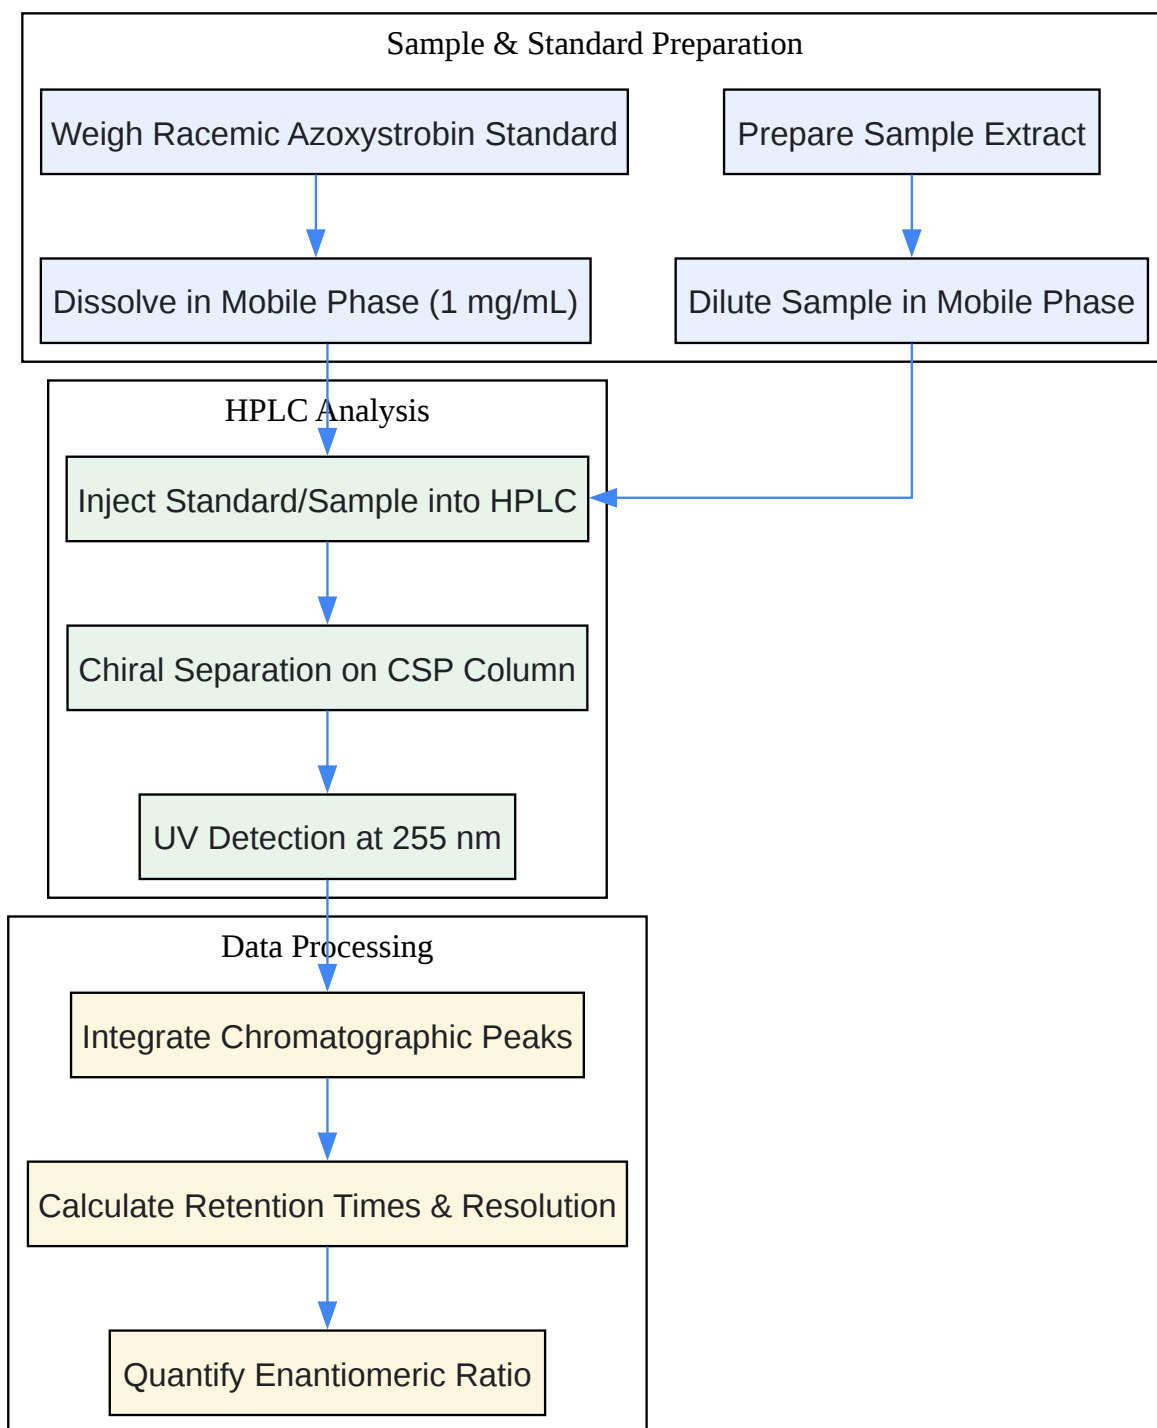 Sample & Standard Preparation
Weigh Racemic Azoxystrobin Standard
Prepare Sample Extract
Dissolve in Mobile Phase (1 mg/mL)
Dilute Sample in Mobile Phase
HPLC Analysis
Inject Standard/Sample into HPLC
Chiral Separation on CSP Column
UV Detection at 255 nm
Data Processing
Integrate Chromatographic Peaks
Calculate Retention Times & Resolution
Quantify Enantiomeric Ratio